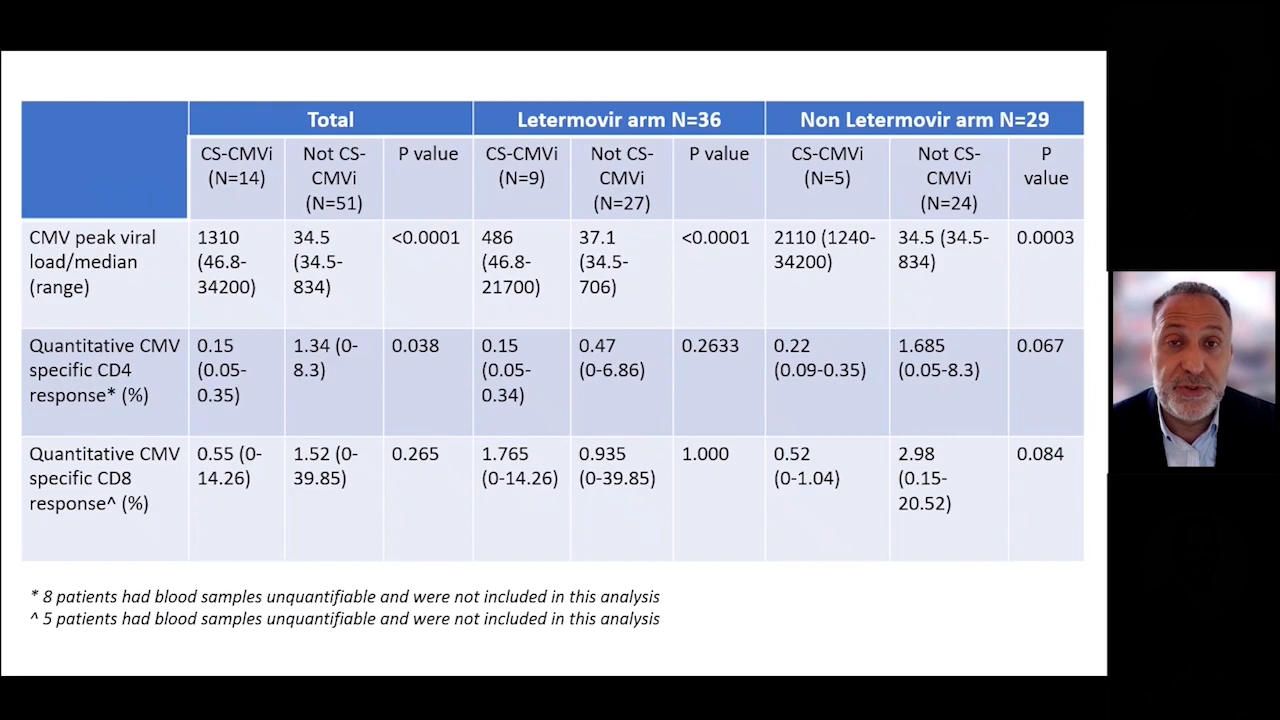 Total
Letermovir arm N=36
Non Letermovir arm N=29
CS-CMVi
(N=14)
Not CS-
CMVi
(N=51)
P value
CS-CMVi
(N=9)
Not CS-
CMVi
(N=27)
P value
CS-CMVi
(N=5)
Not CS-
CMVi
(N=24)
P
value
CMV peak viral
load/median
(range)
1310
(46.8-
34200)
34.5
(34.5-
834)
<0.0001
486
(46.8-
21700)
37.1
(34.5-
706)
<0.0001
2110 (1240-
34200)
34.5 (34.5-
834)
0.0003
Quantitative CMV
specific CD4
response* (%)
0.15
(0.05-
0.35)
1.34 (0-
8.3)
0.038
0.15
(0.05-
0.34)
0.47
(0-6.86)
0.2633
0.22
(0.09-0.35)
1.685
(0.05-8.3)
0.067
Quantitative CMV
specific CD8
response^ (%)
0.55 (0-
14.26)
1.52 (0-
39.85)
0.265
1.765
(0-14.26)
0.935
(0-39.85)
1.000
0.52
(0-1.04)
2.98
(0.15-
20.52)
0.084
* 8 patients had blood samples unquantifiable and were not included in this analysis
^ 5 patients had blood samples unquantifiable and were not included in this analysis